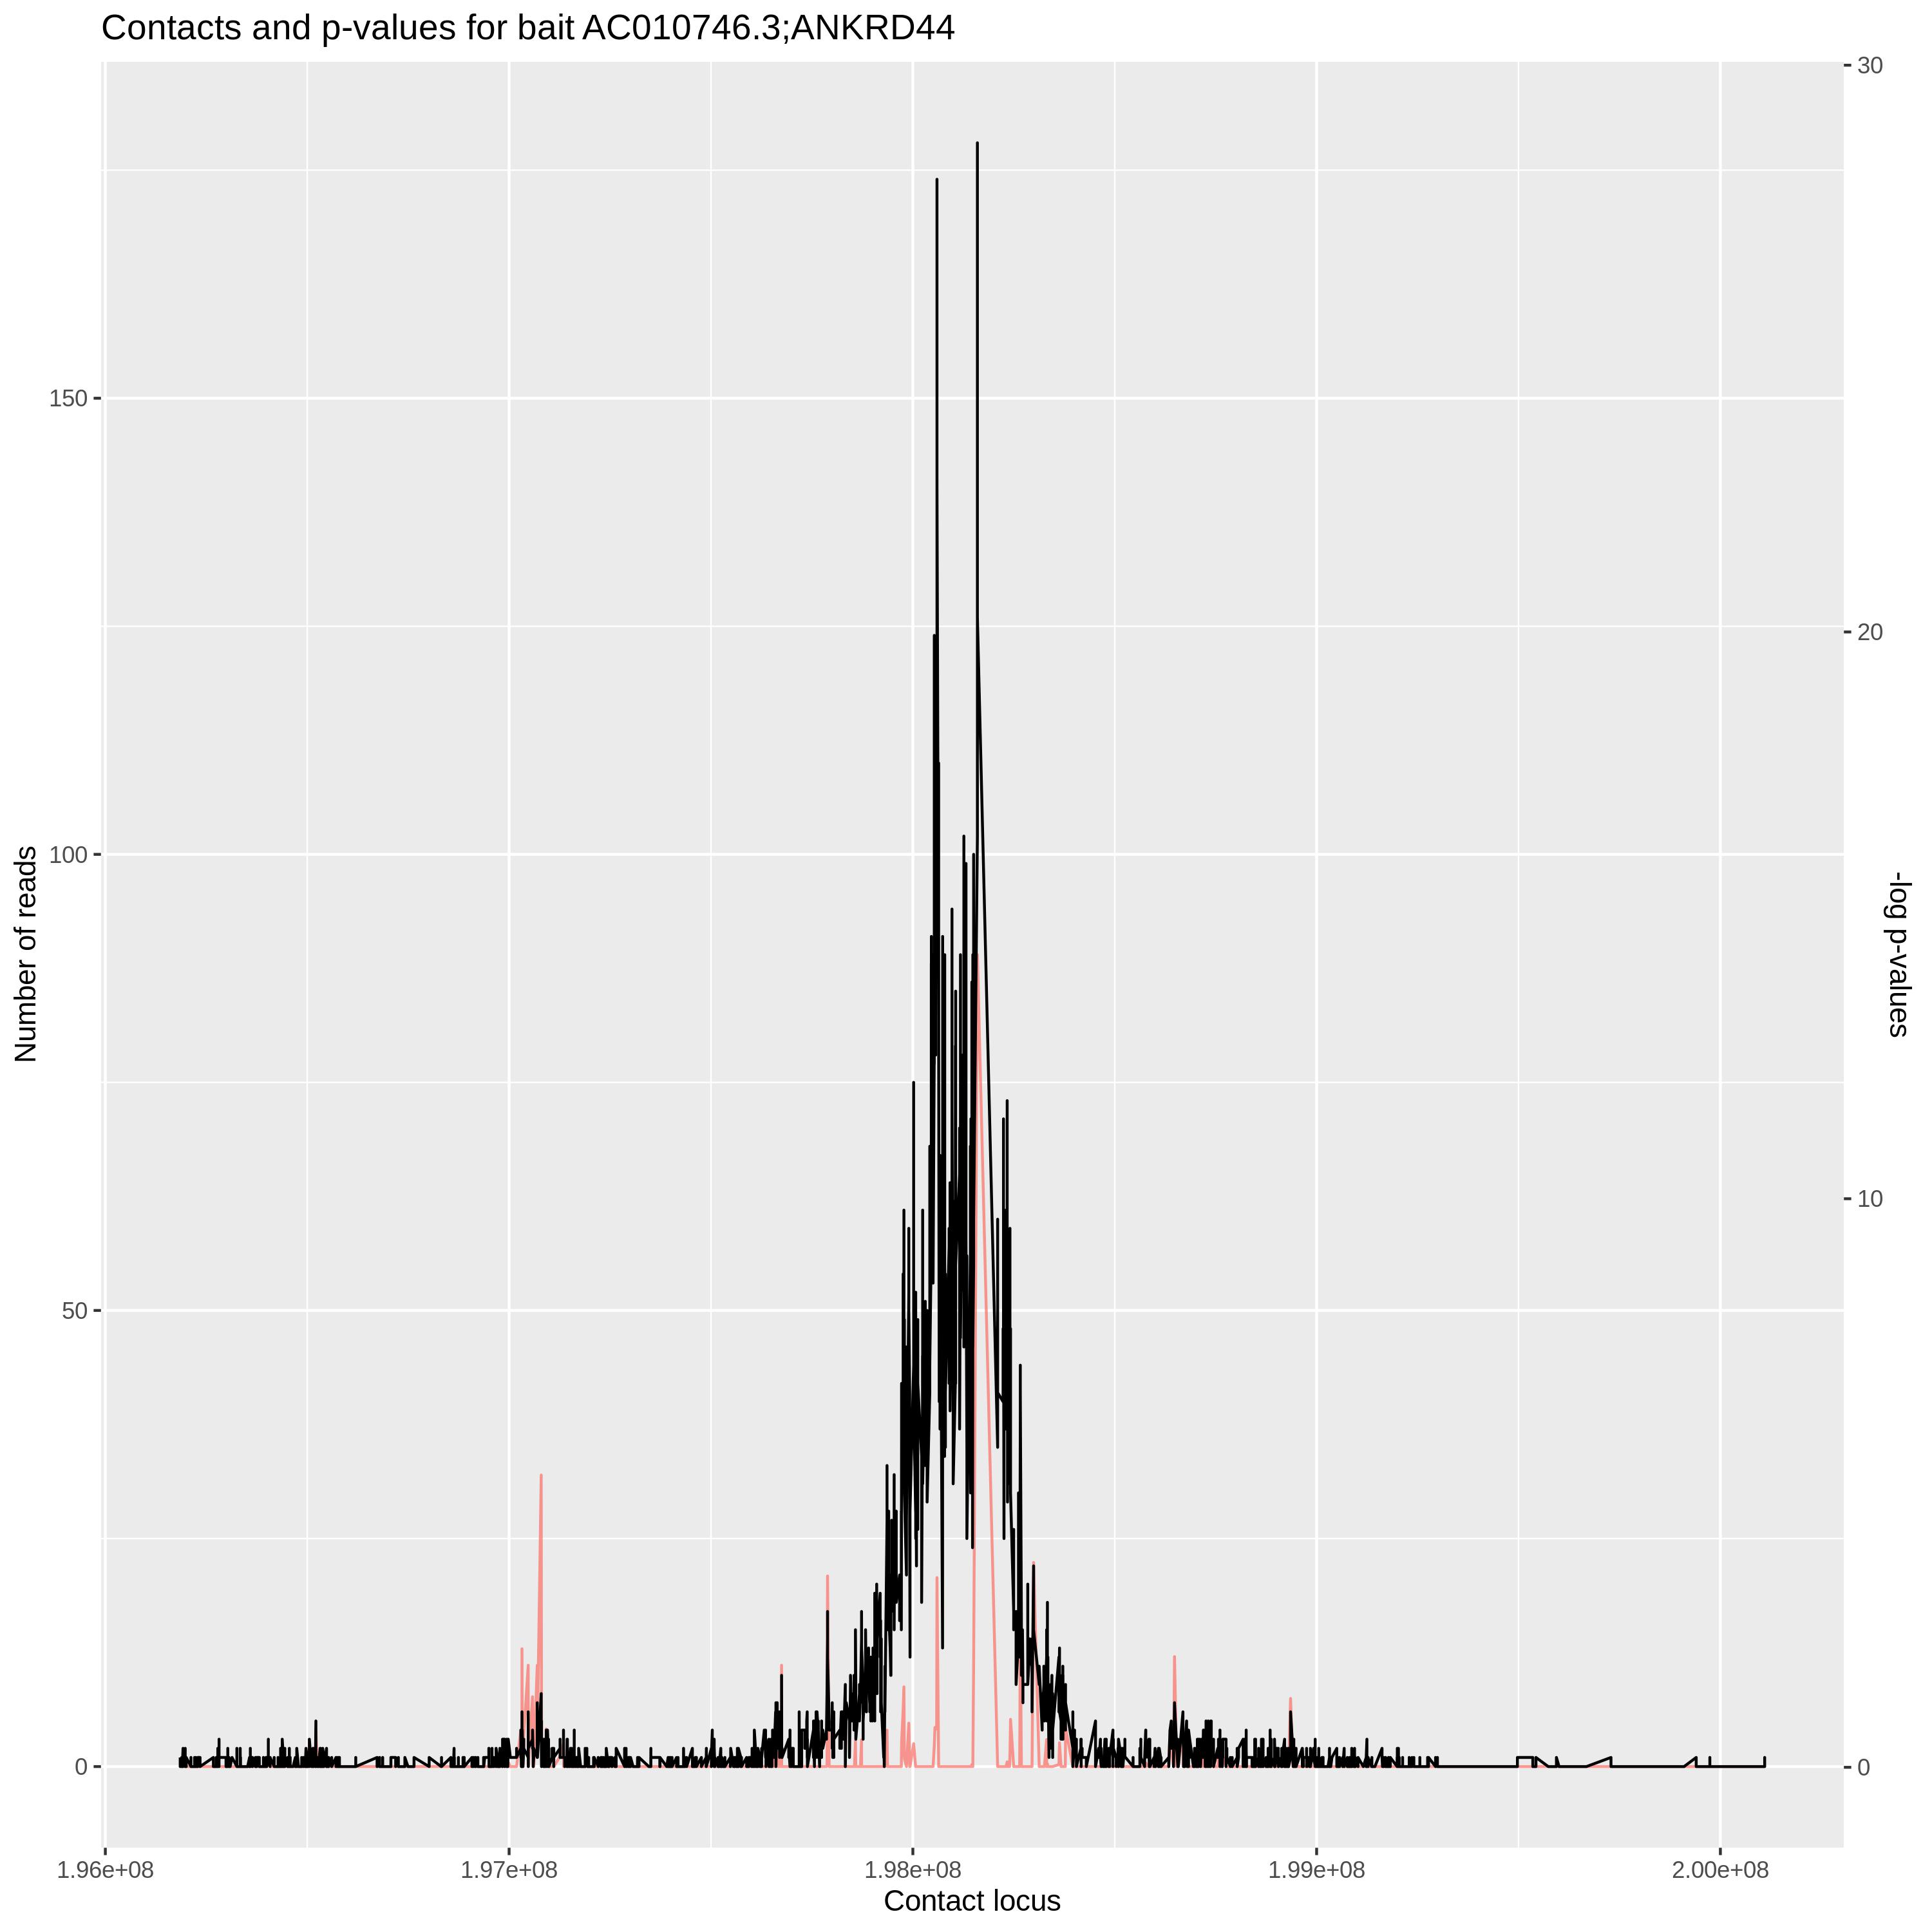 Contacts and p-values for bait AC010746.3;ANKRD44
30
150
20
100
Number of reads
-log p-values
10
50
0
0
1.96e+08 1.97e+08 1.98e+08 1.99e+08 2.00e+08
Contact locus